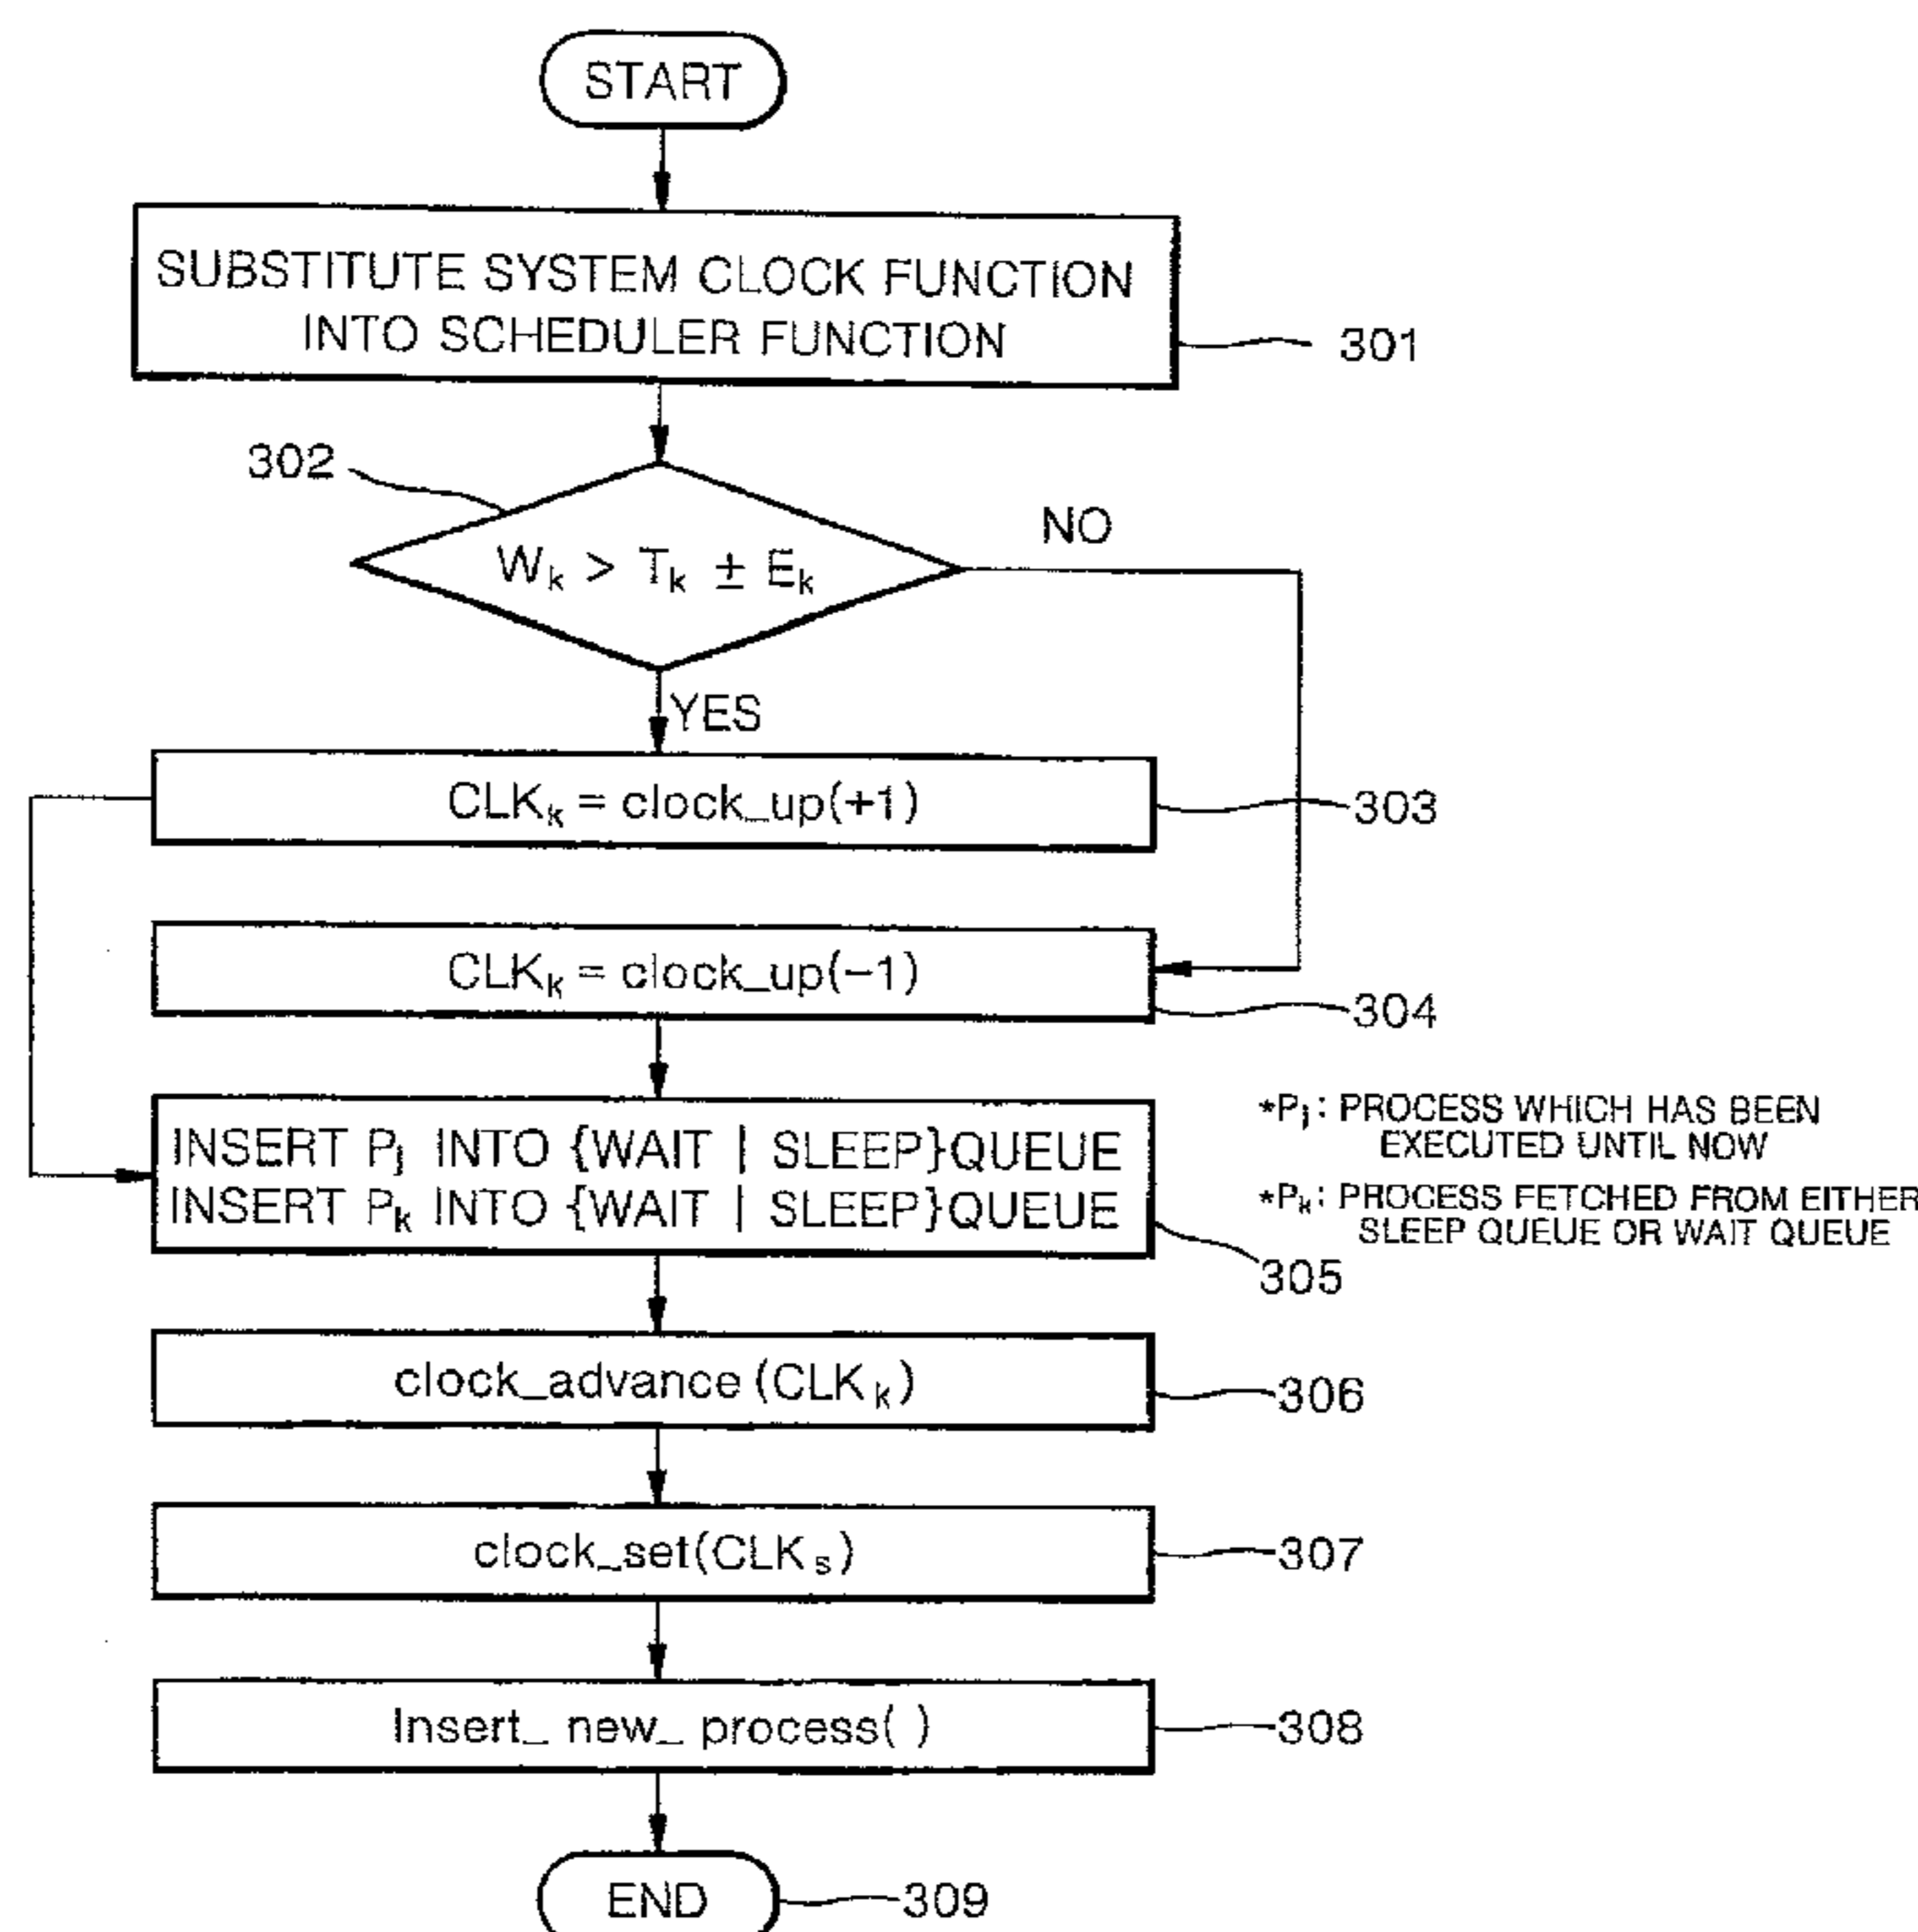 START
SUBSTITUTE SYSTEM CLOCK FUNCTION
INTO SCHEDULER FUNCTION
301
302
Wk > Tk ± Ek
NO
YES
CLKk = clock_up(+1)
303
CLKk = clock_up(−1)
304
INSERT Pj INTO {WAIT | SLEEP}QUEUE
INSERT Pk INTO {WAIT | SLEEP}QUEUE
305
*Pj: PROCESS WHICH HAS BEEN
EXECUTED UNTIL NOW
*Pk: PROCESS FETCHED FROM EITHER
SLEEP QUEUE OR WAIT QUEUE
clock_advance (CLKk)
306
clock_set(CLKs)
307
Insert_ new_ process( )
308
END
309